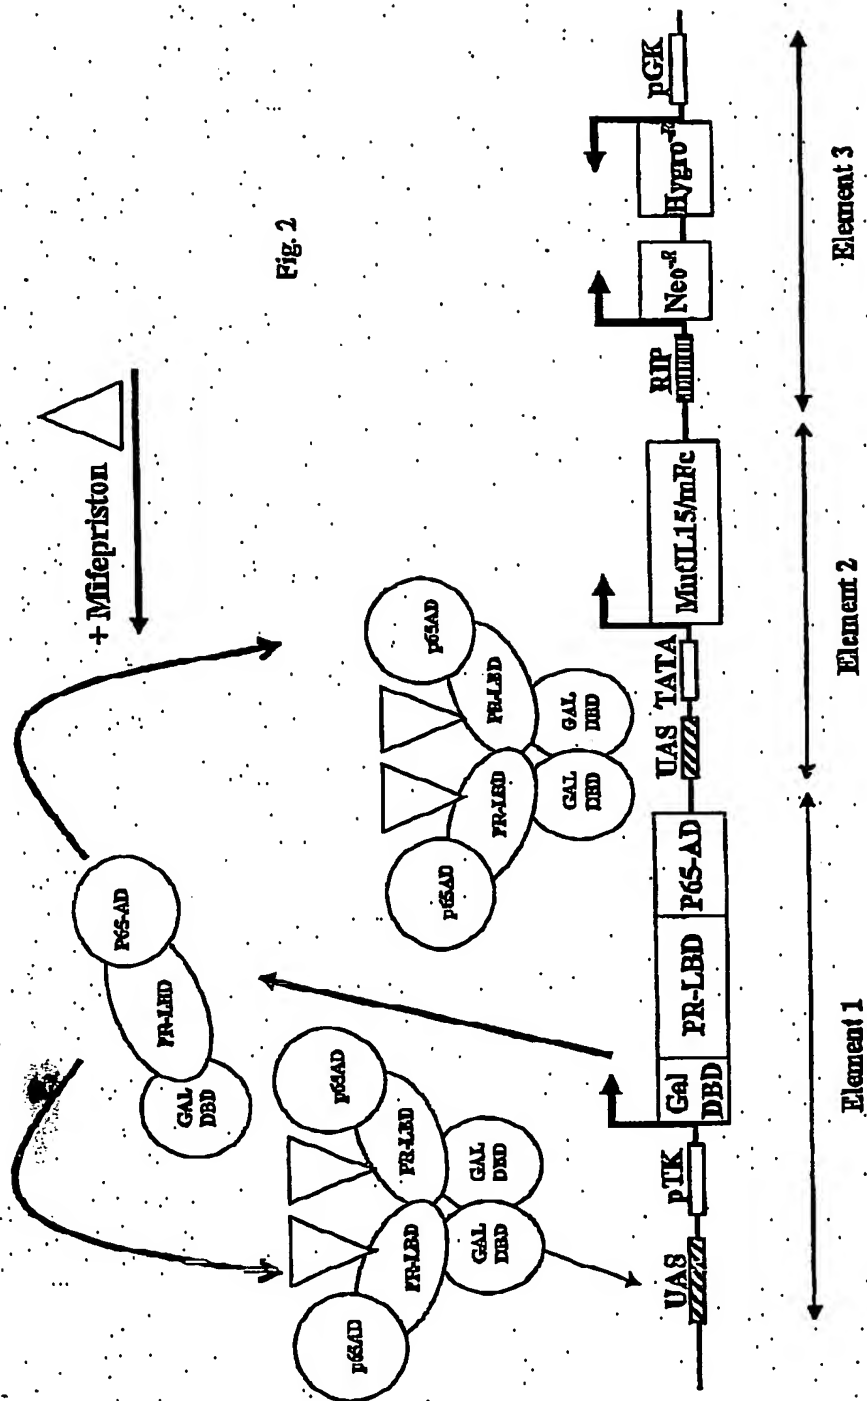 + Mifepriston
Fig. 2
P65-AD
PR-LBD
GAL
DBD
p65AD
PR-LBD
PR-LBD
p65AD
GAL
DBD
GAL
DBD
p65AD
PR-LBD
PR-LBD
p65AD
GAL
DBD
GAL
DBD
UAS
pTK
Gal
DBD
PR-LBD
P65-AD
UAS TATA
MutIL15/mFc
RIP
Neo-R
Hygro-R
pGK
Element 1
Element 2
Element 3